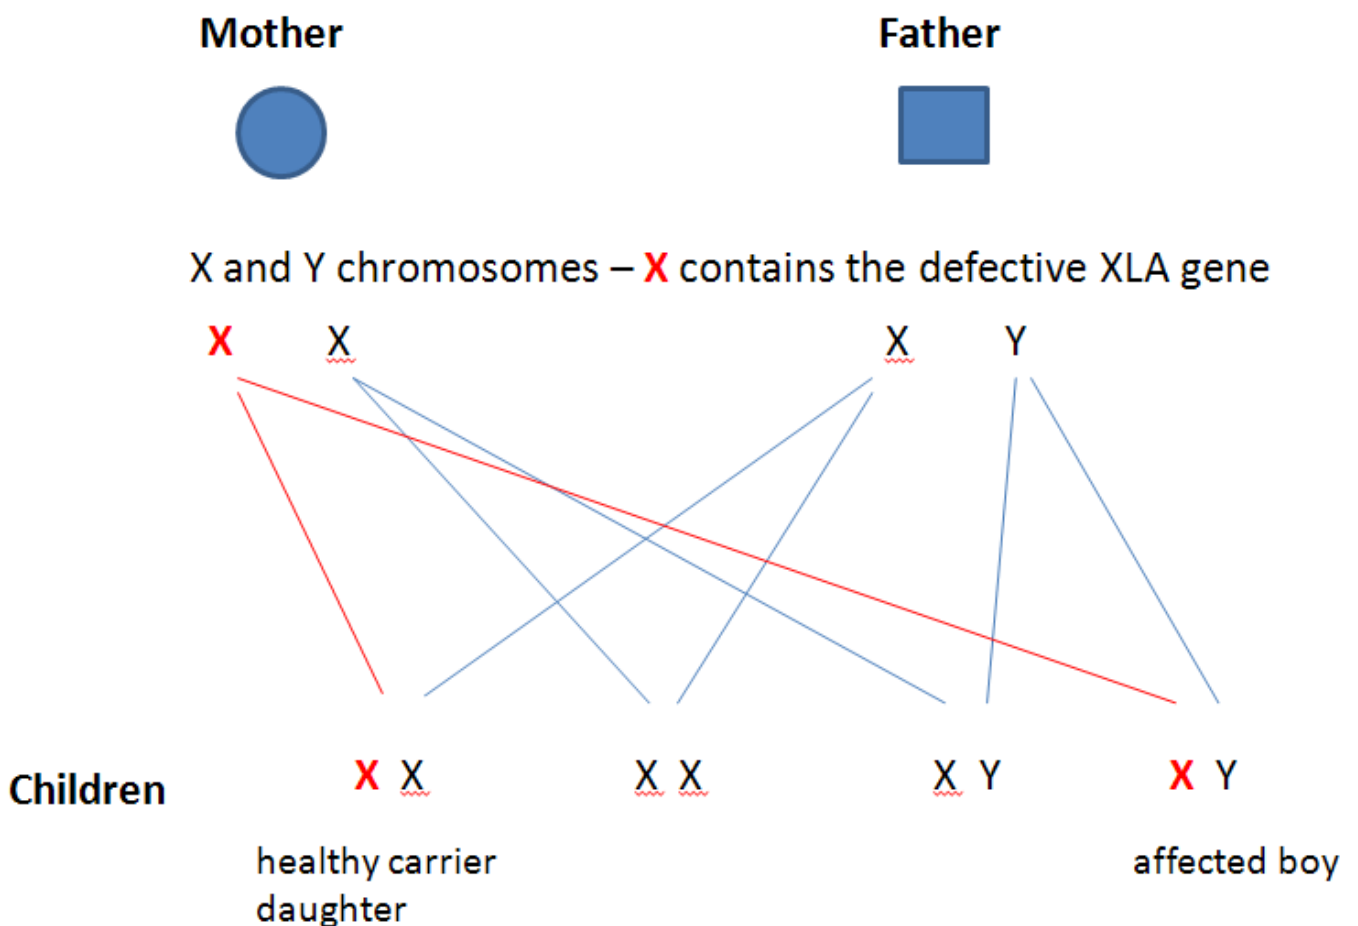 Mother Father
X and Y chromosomes – X contains the defective XLA gene
X X X Y
Children X X X X X Y X Y
healthy carrier affected boy
daughter